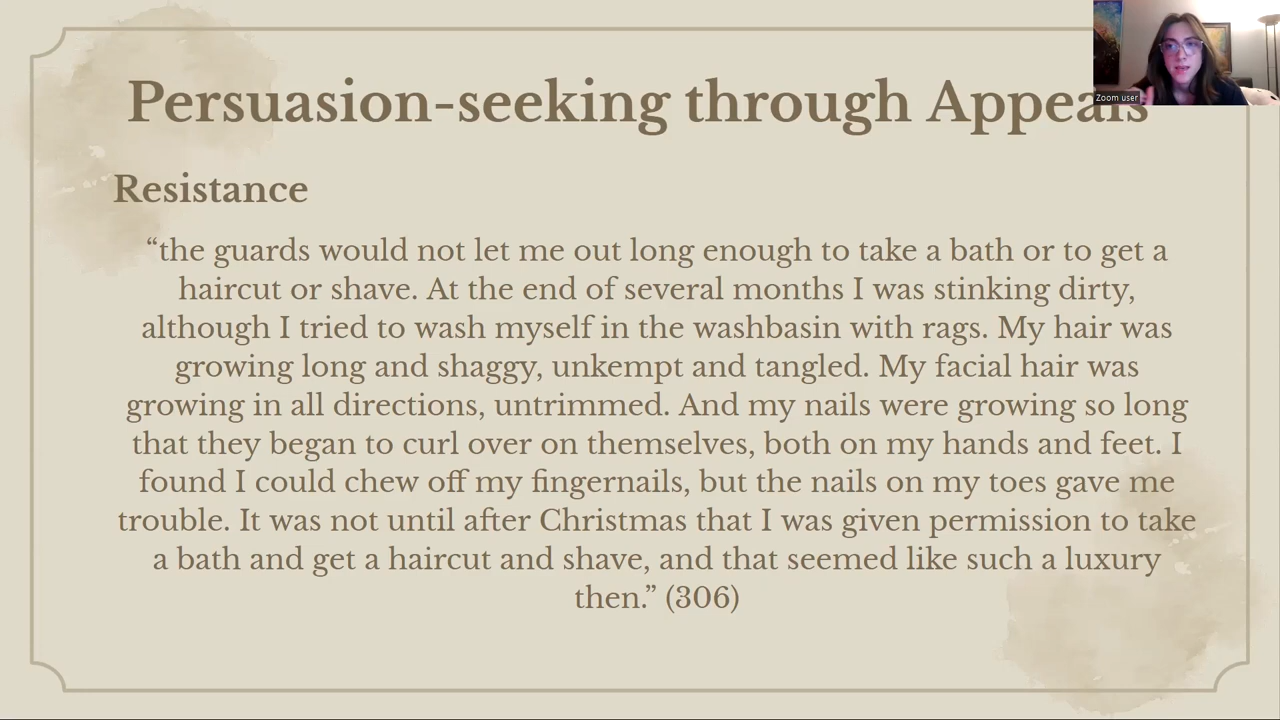 Persuasion-seeking through Appeals
Zoom user
Resistance
“the guards would not let me out long enough to take a bath or to get a
haircut or shave. At the end of several months I was stinking dirty,
although I tried to wash myself in the washbasin with rags. My hair was
growing long and shaggy, unkempt and tangled. My facial hair was
growing in all directions, untrimmed. And my nails were growing so long
that they began to curl over on themselves, both on my hands and feet. I
found I could chew off my fingernails, but the nails on my toes gave me
trouble. It was not until after Christmas that I was given permission to take
a bath and get a haircut and shave, and that seemed like such a luxury
then.” (306)